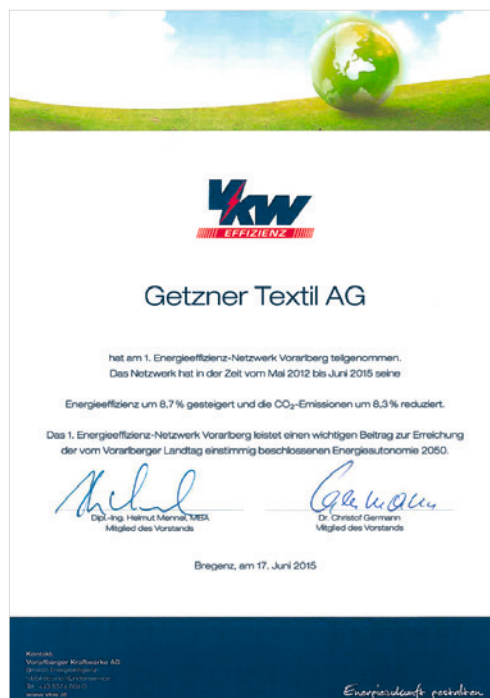 VKW
EFFIZIENZ
Getzner Textil AG
hat am 1. Energieeffizienz-Netzwerk Vorarlberg teilgenommen.
Das Netzwerk hat in der Zeit vom Mai 2012 bis Juni 2015 seine
Energieeffizienz um 8,7 % gesteigert und die CO₂-Emissionen um 8,3 % reduziert.
Das 1. Energieeffizienz-Netzwerk Vorarlberg leistet einen wichtigen Beitrag zur Erreichung
der vom Vorarlberger Landtag einstimmig beschlossenen Energieautonomie 2050.
Dipl.-Ing. Helmut Mennel, MBA
Mitglied des Vorstands
Germann
Dr. Christof Germann
Mitglied des Vorstands
Bregenz, am 17. Juni 2015
Kontakt:
Vorarlberger Kraftwerke AG
www.vkw.at
Energiezukunft gestalten.